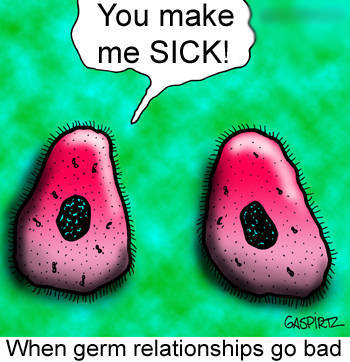 You make
me SICK!
GASPIRTZ
When germ relationships go bad